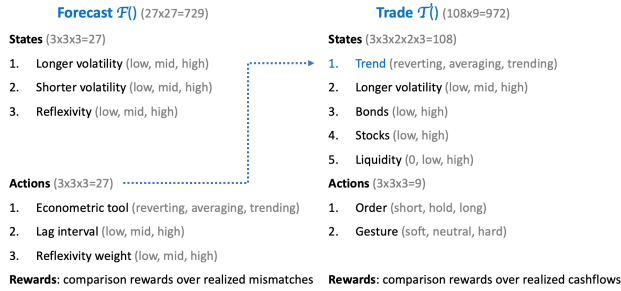 Forecast F() (27x27=729)
States (3x3x3=27)
1. Longer volatility (low, mid, high)
2. Shorter volatility (low, mid, high)
3. Reflexivity (low, mid, high)
Actions (3x3x3=27)
1. Econometric tool (reverting, averaging, trending)
2. Lag interval (low, mid, high)
3. Reflexivity weight (low, mid, high)
Rewards: comparison rewards over realized mismatches
Trade T() (108x9=972)
States (3x3x2x2x3=108)
1. Trend (reverting, averaging, trending)
2. Longer volatility (low, mid, high)
3. Bonds (low, high)
4. Stocks (low, high)
5. Liquidity (0, low, high)
Actions (3x3x3=9)
1. Order (short, hold, long)
2. Gesture (soft, neutral, hard)
Rewards: comparison rewards over realized cashflows